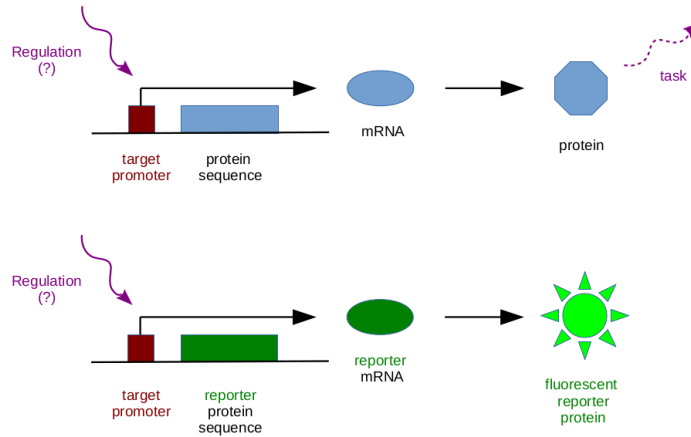 Regulation
(?)
task
mRNA
protein
target
promoter
protein
sequence
Regulation
(?)
reporter
mRNA
target
promoter
reporter
protein
sequence
fluorescent
reporter
protein